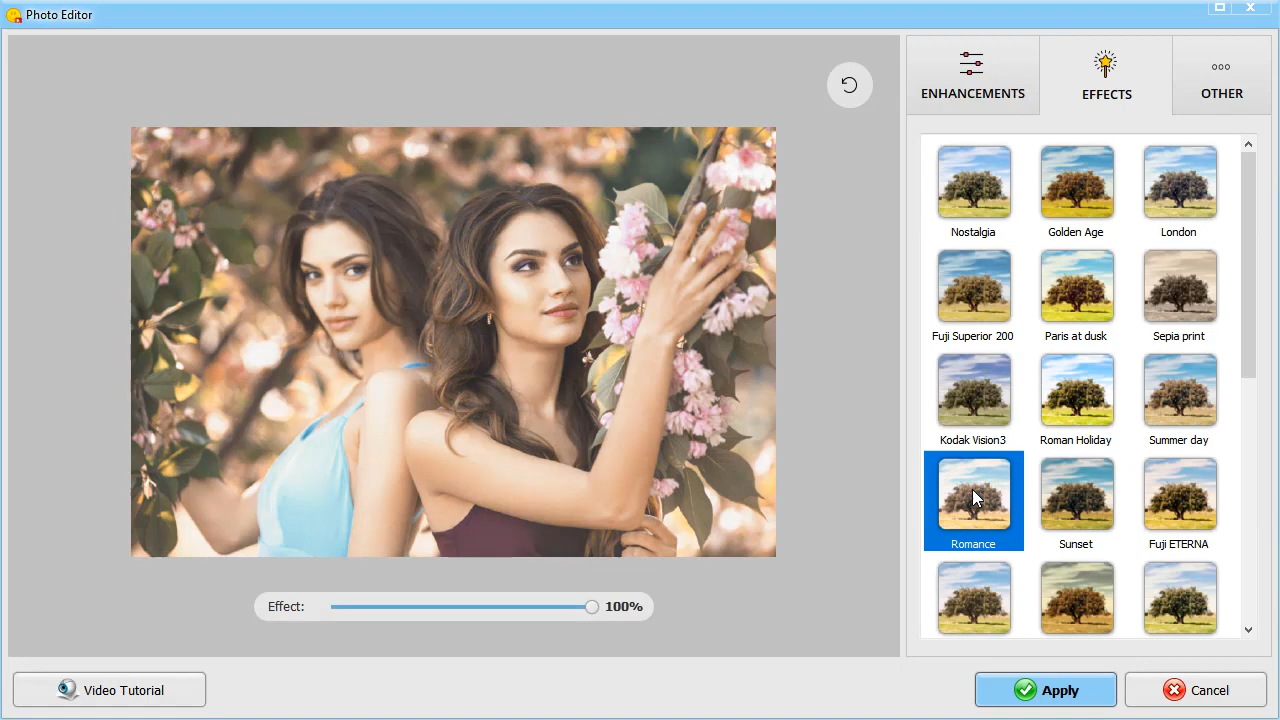 Photo Editor
ENHANCEMENTS
EFFECTS
OTHER
Nostalgia
Golden Age
London
Fuji Superior 200
Paris at dusk
Sepia print
Kodak Vision3
Roman Holiday
Summer day
Romance
Sunset
Fuji ETERNA
Effect:
100%
Video Tutorial
Apply
Cancel